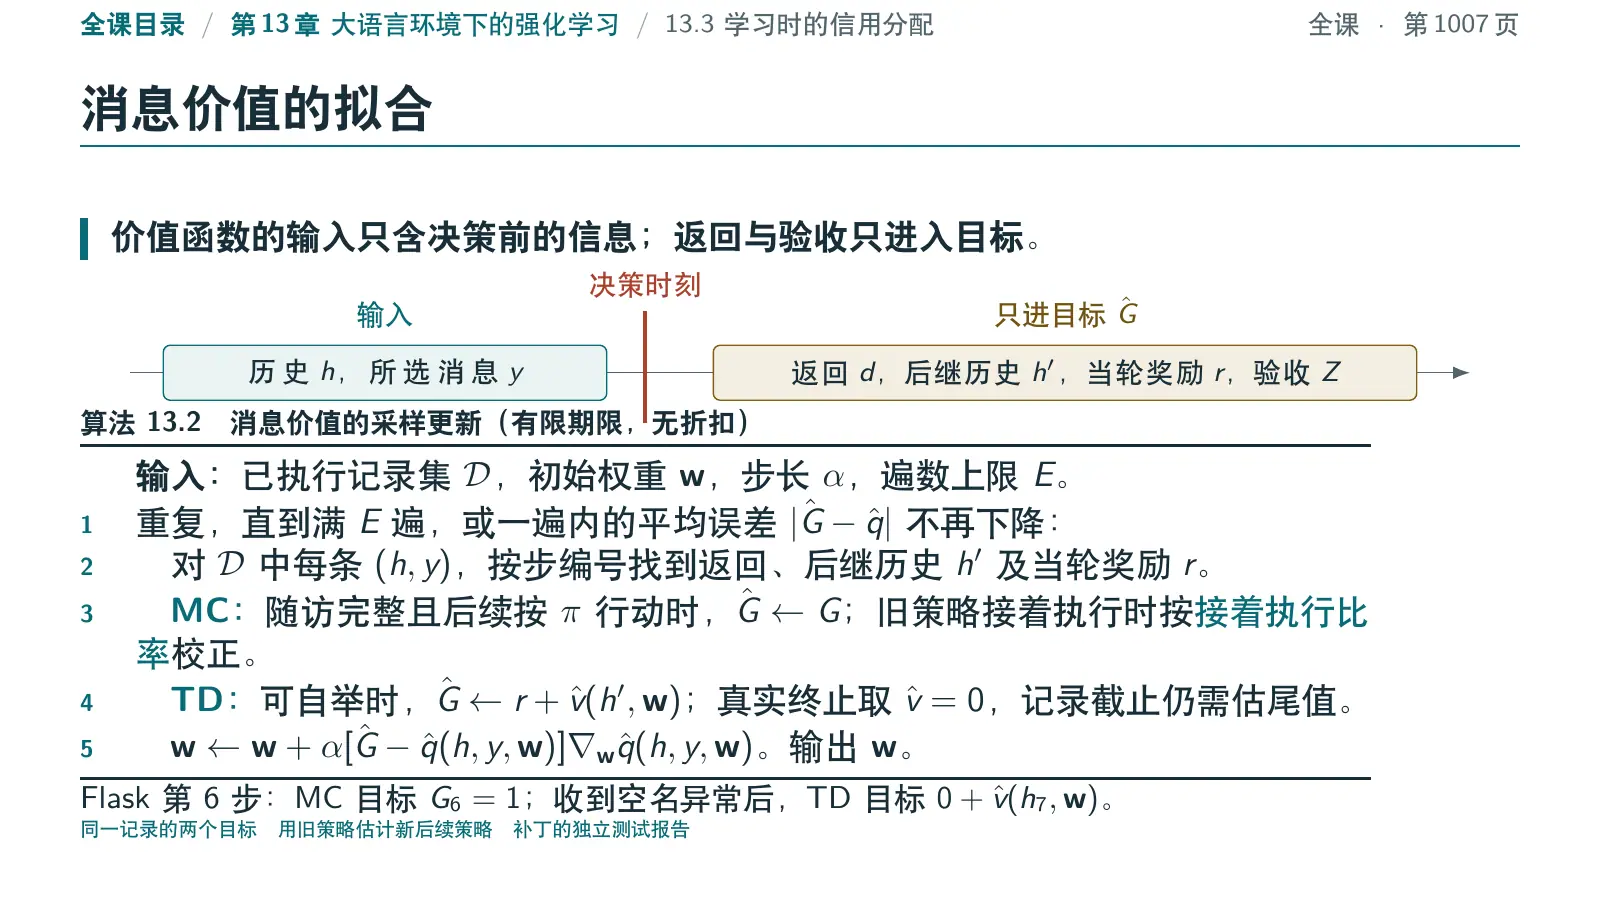 全课目录 / 第13章 大语言环境下的强化学习 / 13.3 学习时的信用分配
全课 · 第1007页
消息价值的拟合
价值函数的输入只含决策前的信息；返回与验收只进入目标。
决策时刻
输入
只进目标 Ĝ
历史 h，所选消息 y
返回 d，后继历史 h′，当轮奖励 r，验收 Z
算法 13.2 消息价值的采样更新（有限期限，无折扣）
输入：已执行记录集 𝒟，初始权重 w，步长 α，遍数上限 E。
1 重复，直到满 E 遍，或一遍内的平均误差 |Ĝ − q̂| 不再下降：
2 对 𝒟 中每条 (h, y)，按步编号找到返回、后继历史 h′ 及当轮奖励 r。
3 MC：随访完整且后续按 π 行动时，Ĝ ← G；旧策略接着执行时按接着执行比
率校正。
4 TD：可自举时，Ĝ ← r + v̂(h′, w)；真实终止取 v̂ = 0，记录截止仍需估尾值。
5 w ← w + α[Ĝ − q̂(h, y, w)]∇w q̂(h, y, w)。输出 w。
Flask 第 6 步：MC 目标 G₆ = 1；收到空名异常后，TD 目标 0 + v̂(h₇, w)。
同一记录的两个目标 用旧策略估计新后续策略 补丁的独立测试报告